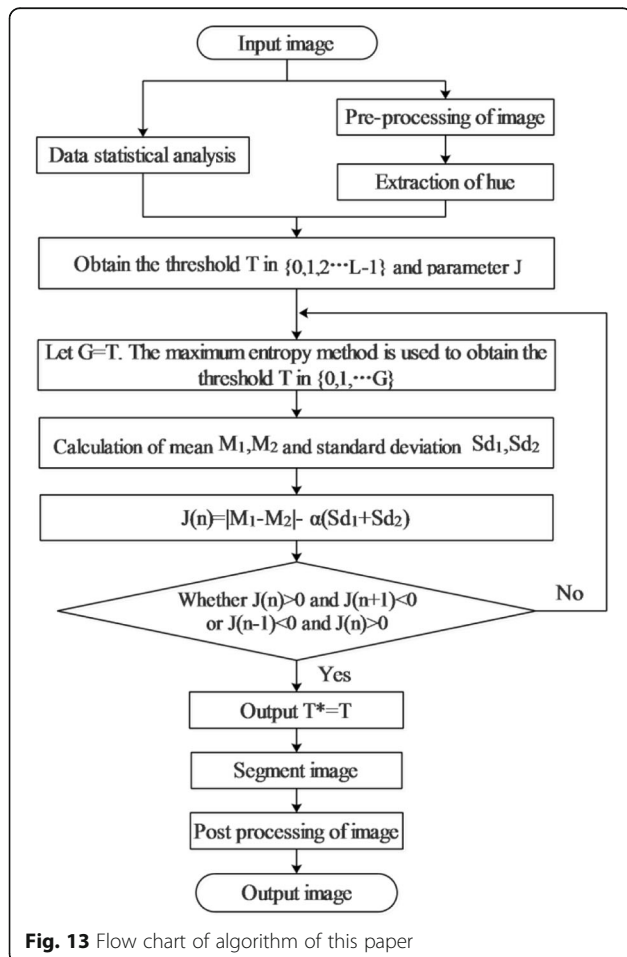 Input image
Pre-processing of image
Data statistical analysis
Extraction of hue
Obtain the threshold T in {0,1,2···L-1} and parameter J
Let G=T. The maximum entropy method is used to obtain the
threshold T in {0,1,···G}
Calculation of mean M1,M2 and standard deviation Sd1,Sd2
J(n)=|M1-M2|- α(Sd1+Sd2)
Whether J(n)>0 and J(n+1)<0
or J(n-1)<0 and J(n)>0
No
Yes
Output T*=T
Segment image
Post processing of image
Output image
Fig. 13 Flow chart of algorithm of this paper